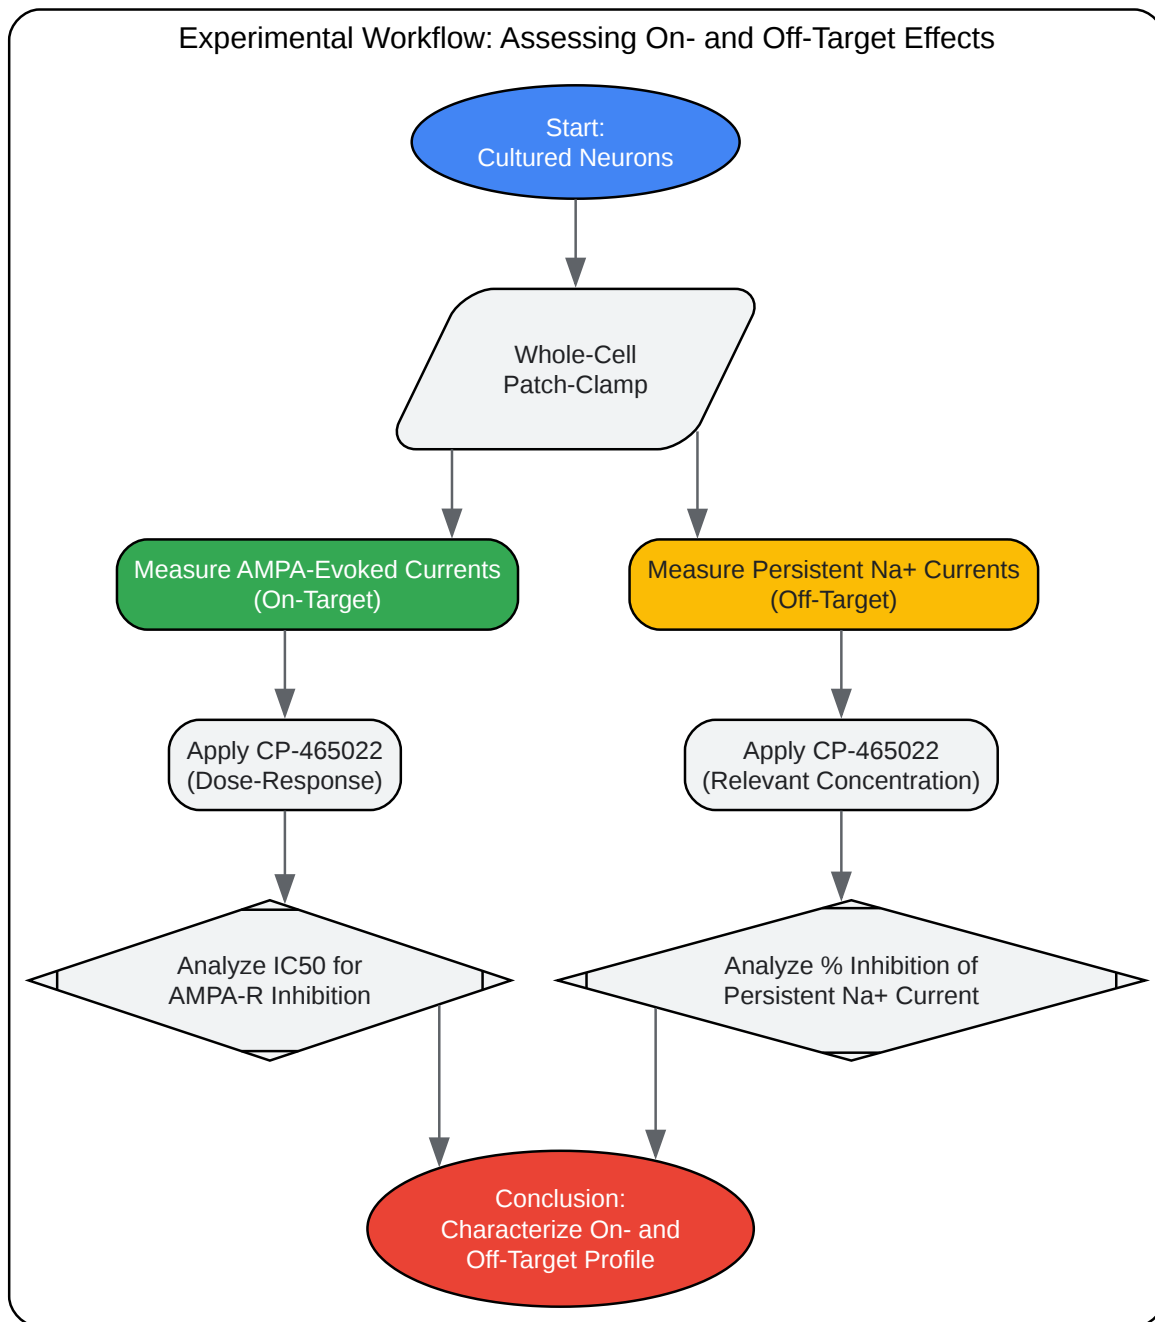 Experimental Workflow: Assessing On- and Off-Target Effects
Start:
Cultured Neurons
Whole-Cell
Patch-Clamp
Measure AMPA-Evoked Currents
(On-Target)
Measure Persistent Na+ Currents
(Off-Target)
Apply CP-465022
(Dose-Response)
Apply CP-465022
(Relevant Concentration)
Analyze IC50 for
AMPA-R Inhibition
Analyze % Inhibition of
Persistent Na+ Current
Conclusion:
Characterize On- and
Off-Target Profile